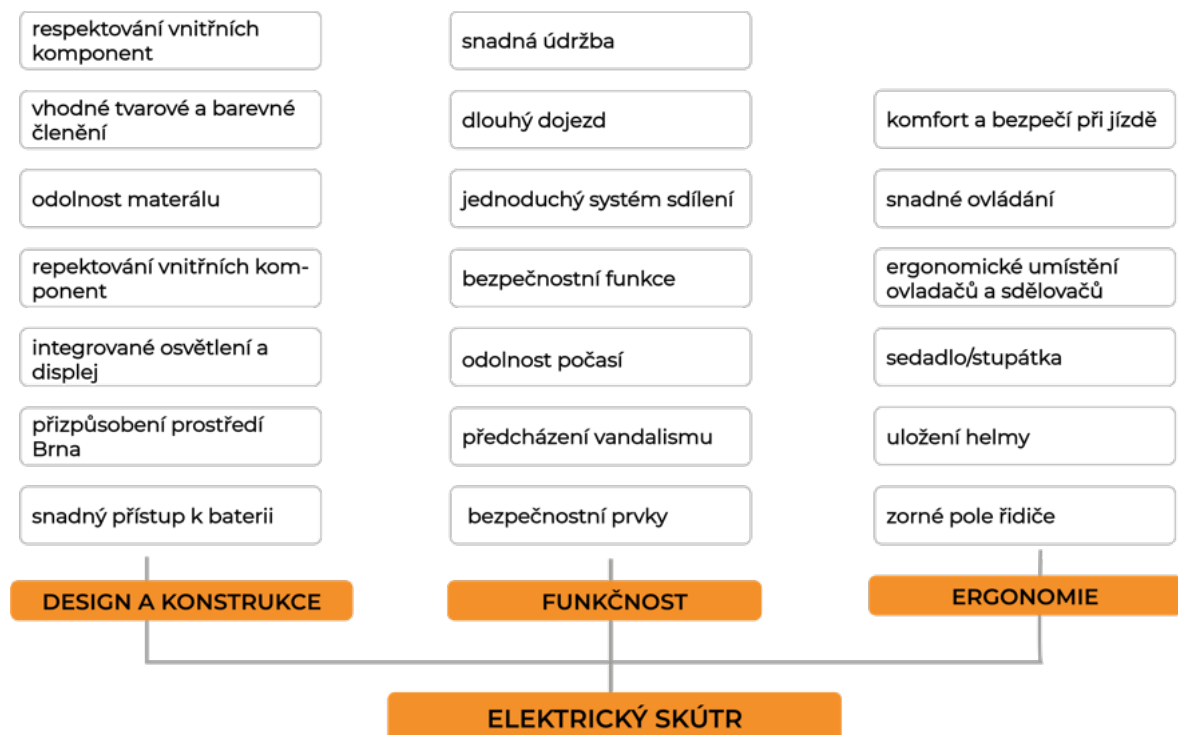 respektování vnitřních
komponent
vhodné tvarové a barevné
členění
odolnost materálu
repektování vnitřních kom-
ponent
integrované osvětlení a
displej
přizpůsobení prostředí
Brna
snadný přístup k baterii
DESIGN A KONSTRUKCE
snadná údržba
dlouhý dojezd
jednoduchý systém sdílení
bezpečnostní funkce
odolnost počasí
předcházení vandalismu
bezpečnostní prvky
FUNKČNOST
komfort a bezpečí při jízdě
snadné ovládání
ergonomické umístění
ovladačů a sdělovačů
sedadlo/stupátka
uložení helmy
zorné pole řidiče
ERGONOMIE
ELEKTRICKÝ SKÚTR